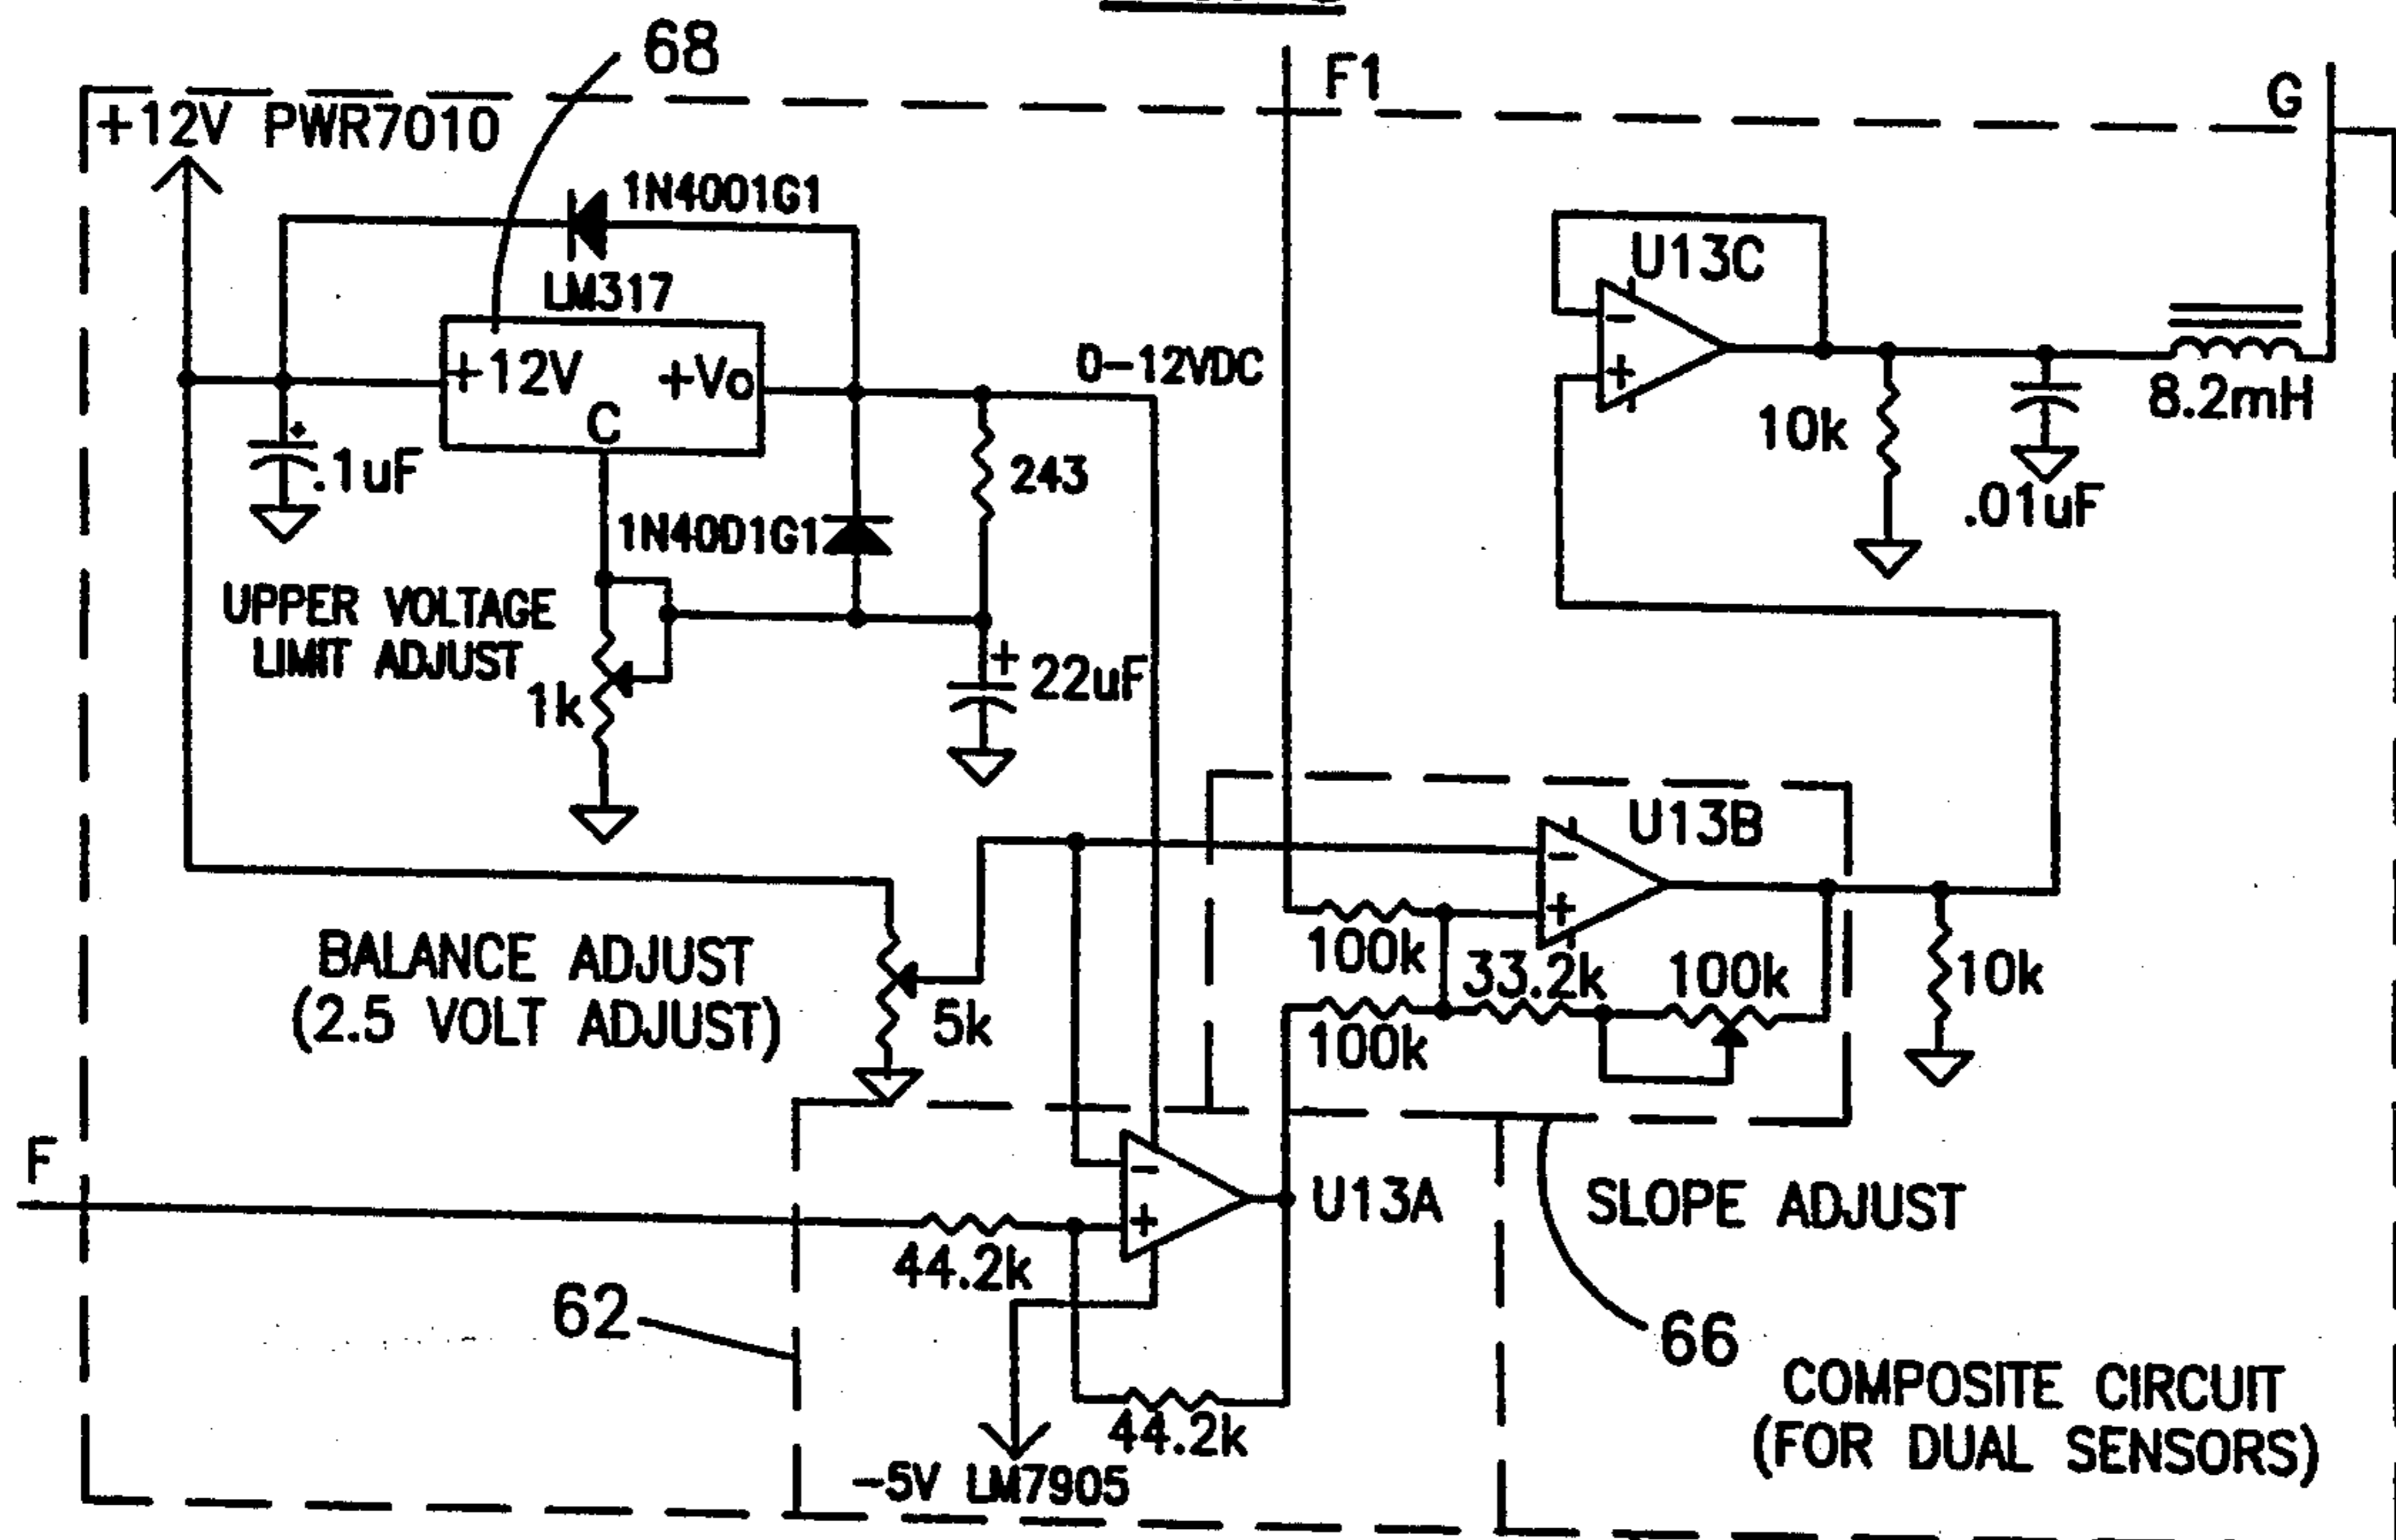 68
F1
G
+12V PWR7010
1N4001G1
U13C
LM317
+12V
+Vo
C
0-12VDC
8.2mH
10k
.1uF
243
.01uF
1N40D1G1
UPPER VOLTAGE
LIMIT ADJUST
1k
+
22uF
U13B
-
+
BALANCE ADJUST
(2.5 VOLT ADJUST)
5k
100k
33.2k
100k
10k
100k
F
-
+
U13A
SLOPE ADJUST
44.2k
62
66
COMPOSITE CIRCUIT
(FOR DUAL SENSORS)
44.2k
-5V LM7905